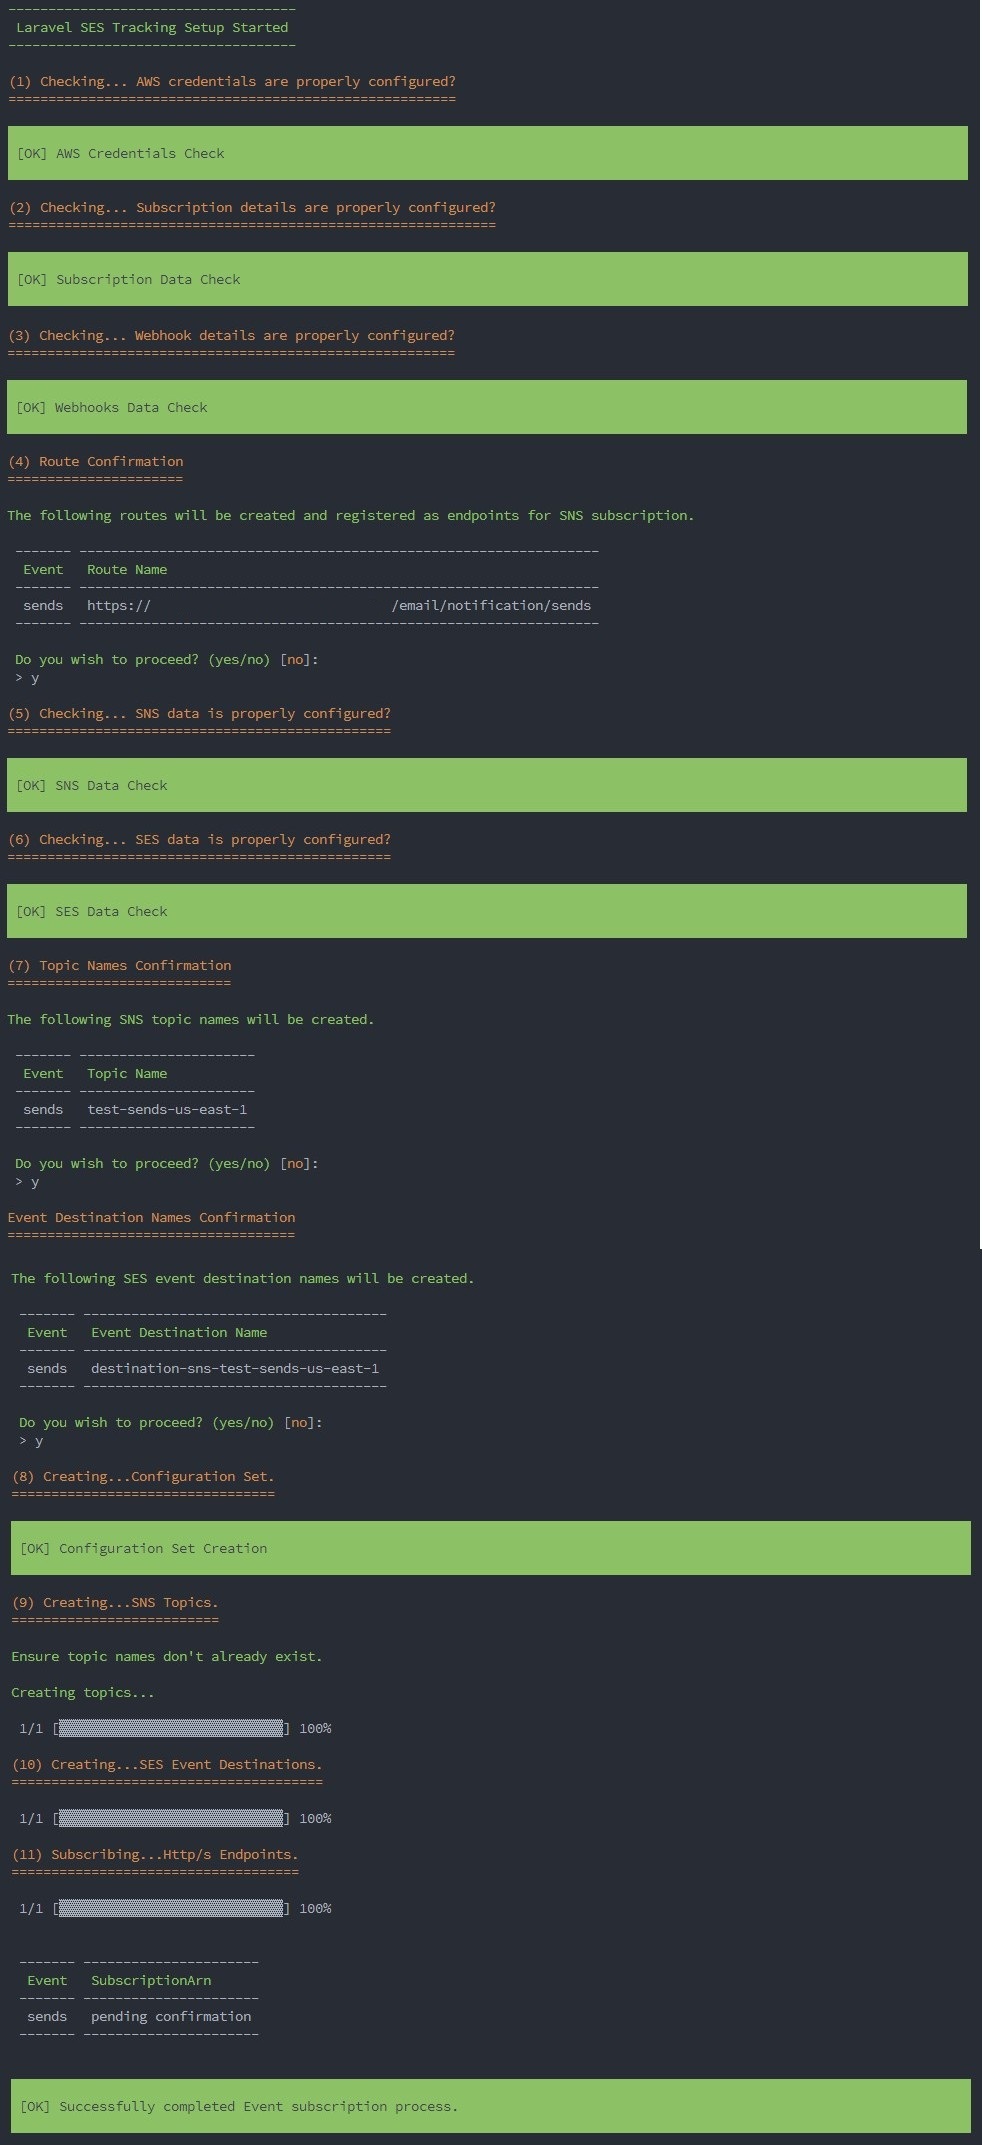 ------------------------------------
Laravel SES Tracking Setup Started
------------------------------------
(1) Checking... AWS credentials are properly configured?
========================================================
[OK] AWS Credentials Check
(2) Checking... Subscription details are properly configured?
=============================================================
[OK] Subscription Data Check
(3) Checking... Webhook details are properly configured?
========================================================
[OK] Webhooks Data Check
(4) Route Confirmation
======================
The following routes will be created and registered as endpoints for SNS subscription.
------- -----------------------------------------------------------------
Event   Route Name
------- -----------------------------------------------------------------
sends   https://                              /email/notification/sends
------- -----------------------------------------------------------------
Do you wish to proceed? (yes/no) [no]:
> y
(5) Checking... SNS data is properly configured?
================================================
[OK] SNS Data Check
(6) Checking... SES data is properly configured?
================================================
[OK] SES Data Check
(7) Topic Names Confirmation
============================
The following SNS topic names will be created.
------- ----------------------
Event   Topic Name
------- ----------------------
sends   test-sends-us-east-1
------- ----------------------
Do you wish to proceed? (yes/no) [no]:
> y
Event Destination Names Confirmation
====================================
The following SES event destination names will be created.
------- --------------------------------------
Event   Event Destination Name
------- --------------------------------------
sends   destination-sns-test-sends-us-east-1
------- --------------------------------------
Do you wish to proceed? (yes/no) [no]:
> y
(8) Creating...Configuration Set.
=================================
[OK] Configuration Set Creation
(9) Creating...SNS Topics.
==========================
Ensure topic names don't already exist.
Creating topics...
1/1 [▓▓▓▓▓▓▓▓▓▓▓▓▓▓▓▓▓▓▓▓▓▓▓▓▓▓▓▓] 100%
(10) Creating...SES Event Destinations.
=======================================
1/1 [▓▓▓▓▓▓▓▓▓▓▓▓▓▓▓▓▓▓▓▓▓▓▓▓▓▓▓▓] 100%
(11) Subscribing...Http/s Endpoints.
====================================
1/1 [▓▓▓▓▓▓▓▓▓▓▓▓▓▓▓▓▓▓▓▓▓▓▓▓▓▓▓▓] 100%
------- ----------------------
Event   SubscriptionArn
------- ----------------------
sends   pending confirmation
------- ----------------------
[OK] Successfully completed Event subscription process.